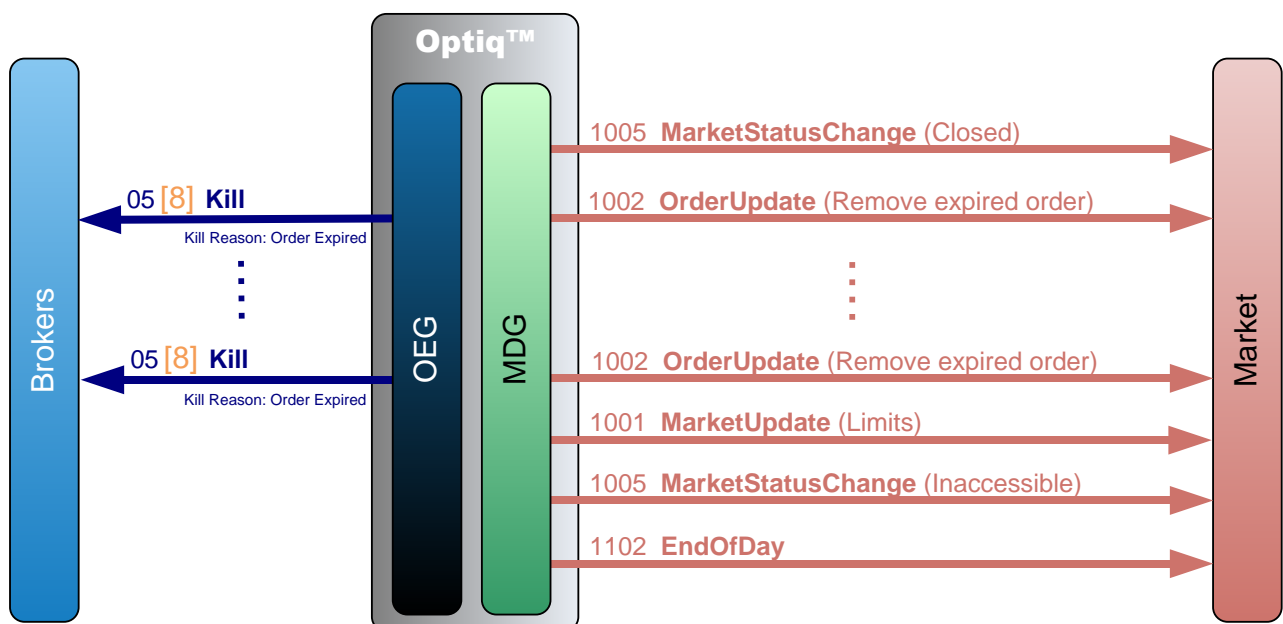 Optiq™
Brokers
OEG
MDG
Market
1005 MarketStatusChange (Closed)
05 [8] Kill
Kill Reason: Order Expired
1002 OrderUpdate (Remove expired order)
05 [8] Kill
Kill Reason: Order Expired
1002 OrderUpdate (Remove expired order)
1001 MarketUpdate (Limits)
1005 MarketStatusChange (Inaccessible)
1102 EndOfDay